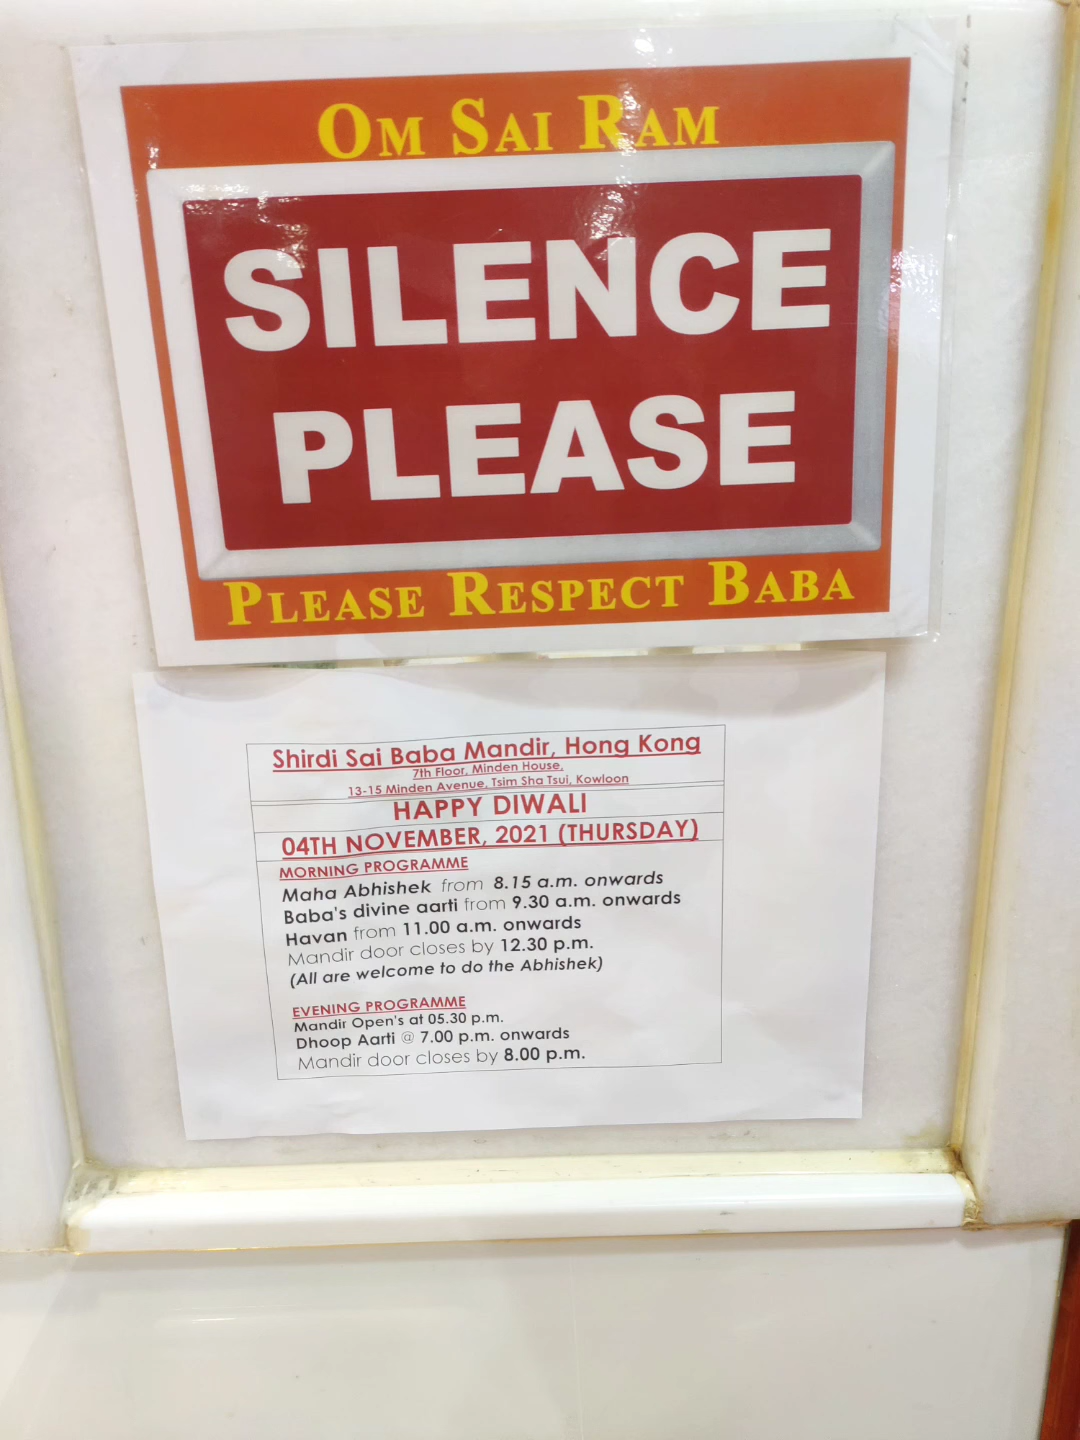 OM SAI RAM
SILENCE
PLEASE
PLEASE RESPECT BABA
Shirdi Sai Baba Mandir, Hong Kong
7th Floor, Minden House,
13-15 Minden Avenue, Tsim Sha Tsui, Kowloon
HAPPY DIWALI
04TH NOVEMBER, 2021 (THURSDAY)
MORNING PROGRAMME
Maha Abhishek from 8.15 a.m. onwards
Baba's divine aarti from 9.30 a.m. onwards
Havan from 11.00 a.m. onwards
Mandir door closes by 12.30 p.m.
(All are welcome to do the Abhishek)
EVENING PROGRAMME
Mandir Open's at 05.30 p.m.
Dhoop Aarti @ 7.00 p.m. onwards
Mandir door closes by 8.00 p.m.